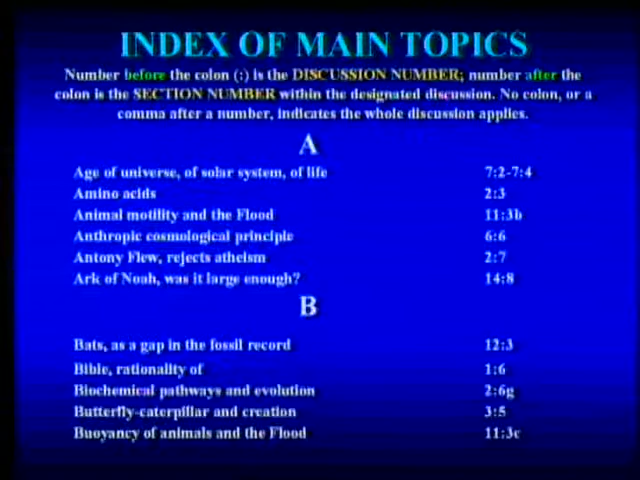 INDEX OF MAIN TOPICS
Number before the colon (:) is the DISCUSSION NUMBER; number after the
colon is the SECTION NUMBER within the designated discussion. No colon, or a
comma after a number, indicates the whole discussion applies.
A
Age of universe, of solar system, of life 7:2-7:4
Amino acids 2:3
Animal motility and the Flood 11:3b
Anthropic cosmological principle 6:6
Antony Flew, rejects atheism 2:7
Ark of Noah, was it large enough? 14:8
B
Bats, as a gap in the fossil record 12:3
Bible, rationality of 1:6
Biochemical pathways and evolution 2:6g
Butterfly-caterpillar and creation 3:5
Buoyancy of animals and the Flood 11:3c